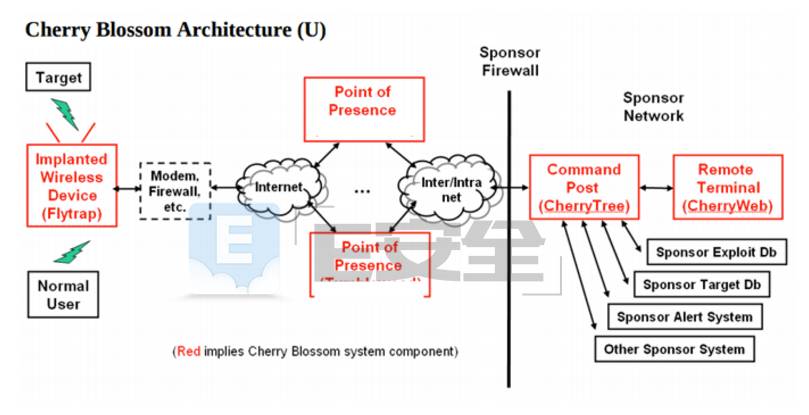 Cherry Blossom Architecture (U)
Sponsor
Firewall
Target
Point of
Presence
Sponsor
Network
Implanted
Wireless
Device
(Flytrap)
Modem,
Firewall,
etc.
Internet
...
Inter/Intra
net
Command
Post
(CherryTree)
Remote
Terminal
(CherryWeb)
E安全
Point of
Presence
Normal
User
Sponsor Exploit Db
Sponsor Target Db
Sponsor Alert System
Other Sponsor System
(Red implies Cherry Blossom system component)